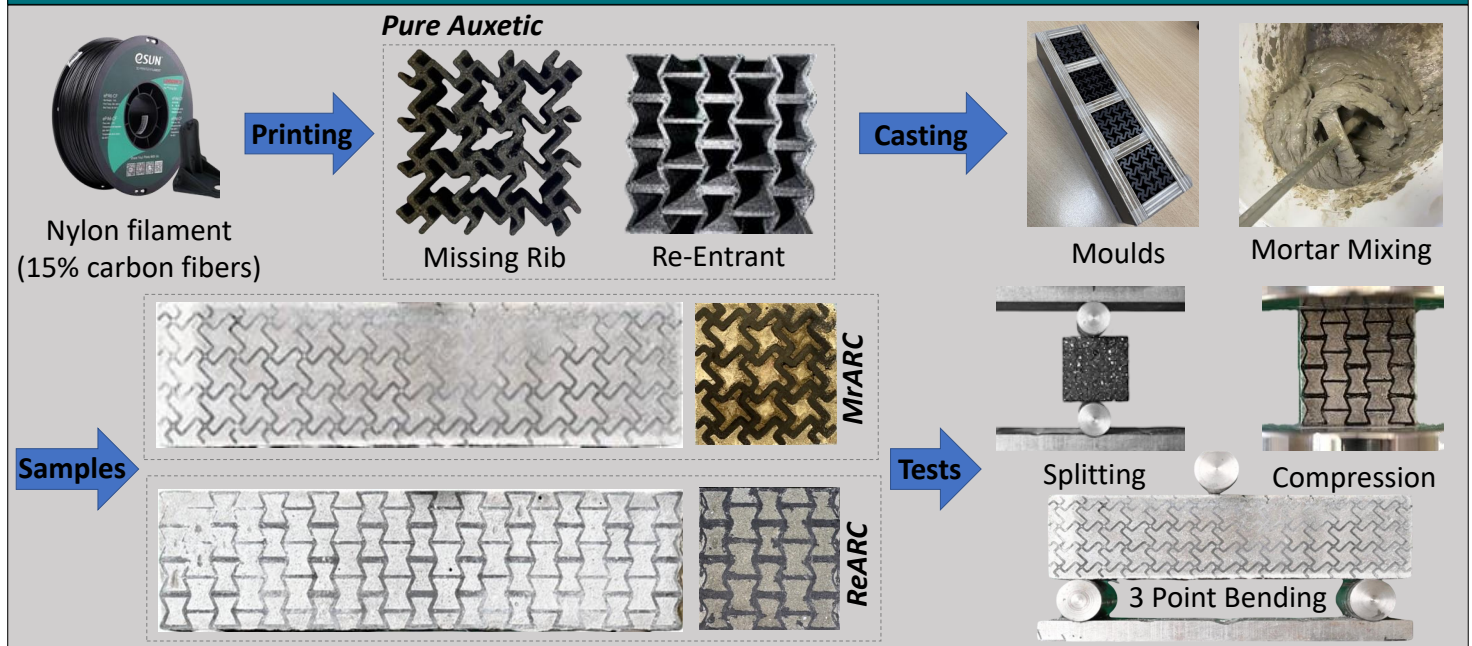 Pure Auxetic
eSUN
Printing
Casting
Nylon filament
(15% carbon fibers)
Missing Rib
Re-Entrant
Moulds
Mortar Mixing
MrARC
Samples
Tests
Splitting
Compression
ReARC
3 Point Bending